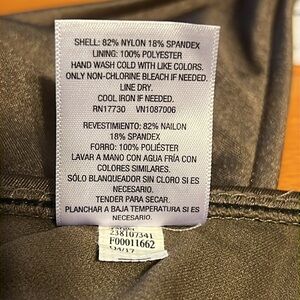 SHELL: 82% NYLON 18% SPANDEX
LINING: 100% POLYESTER
HAND WASH COLD WITH LIKE COLORS.
ONLY NON-CHLORINE BLEACH IF NEEDED.
LINE DRY.
COOL IRON IF NEEDED.
RN17730 VN1087006
REVESTIMIENTO: 82% NAILON
18% SPANDEX
FORRO: 100% POLIÉSTER
LAVAR A MANO CON AGUA FRÍA CON
COLORES SIMILARES.
SÓLO BLANQUEADOR SIN CLORO SI ES
NECESARIO.
TENDER PARA SECAR.
PLANCHAR A BAJA TEMPERATURA SI ES
NECESARIO.
238107341
F00011662